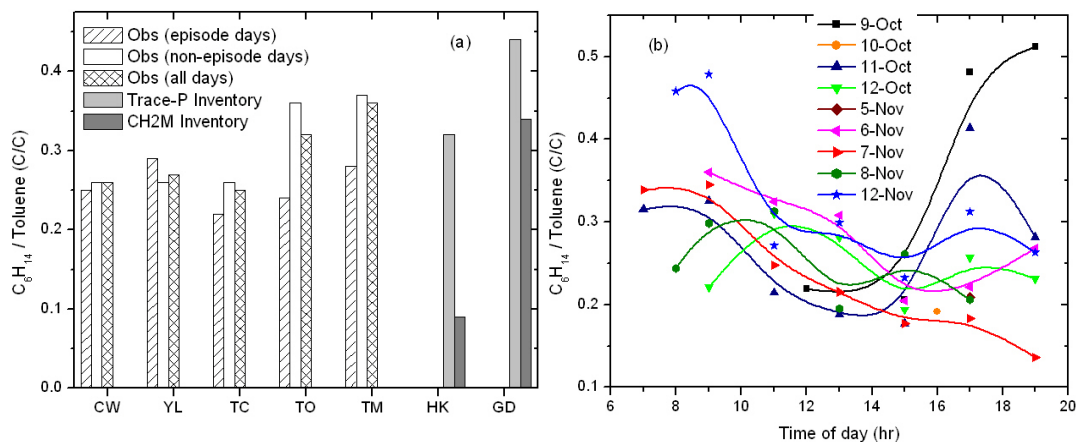 Obs (episode days)
Obs (non-episode days)
Obs (all days)
Trace-P Inventory
CH2M Inventory
(a)
C6H14 / Toluene (C/C)
0.4
0.3
0.2
0.1
0.0
CW YL TC TO TM HK GD
(b)
9-Oct
10-Oct
11-Oct
12-Oct
5-Nov
6-Nov
7-Nov
8-Nov
12-Nov
C6H14 / Toluene (C/C)
0.5
0.4
0.3
0.2
0.1
6 8 10 12 14 16 18 20
Time of day (hr)